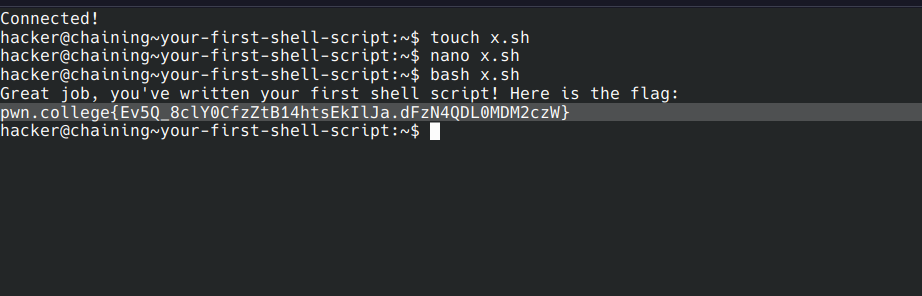 Connected!
hacker@chaining~your-first-shell-script:~$ touch x.sh
hacker@chaining~your-first-shell-script:~$ nano x.sh
hacker@chaining~your-first-shell-script:~$ bash x.sh
Great job, you've written your first shell script! Here is the flag:
pwn.college{Ev5Q_8clY0CfzZtB14htsEkIlJa.dFzN4QDL0MDM2czW}
hacker@chaining~your-first-shell-script:~$